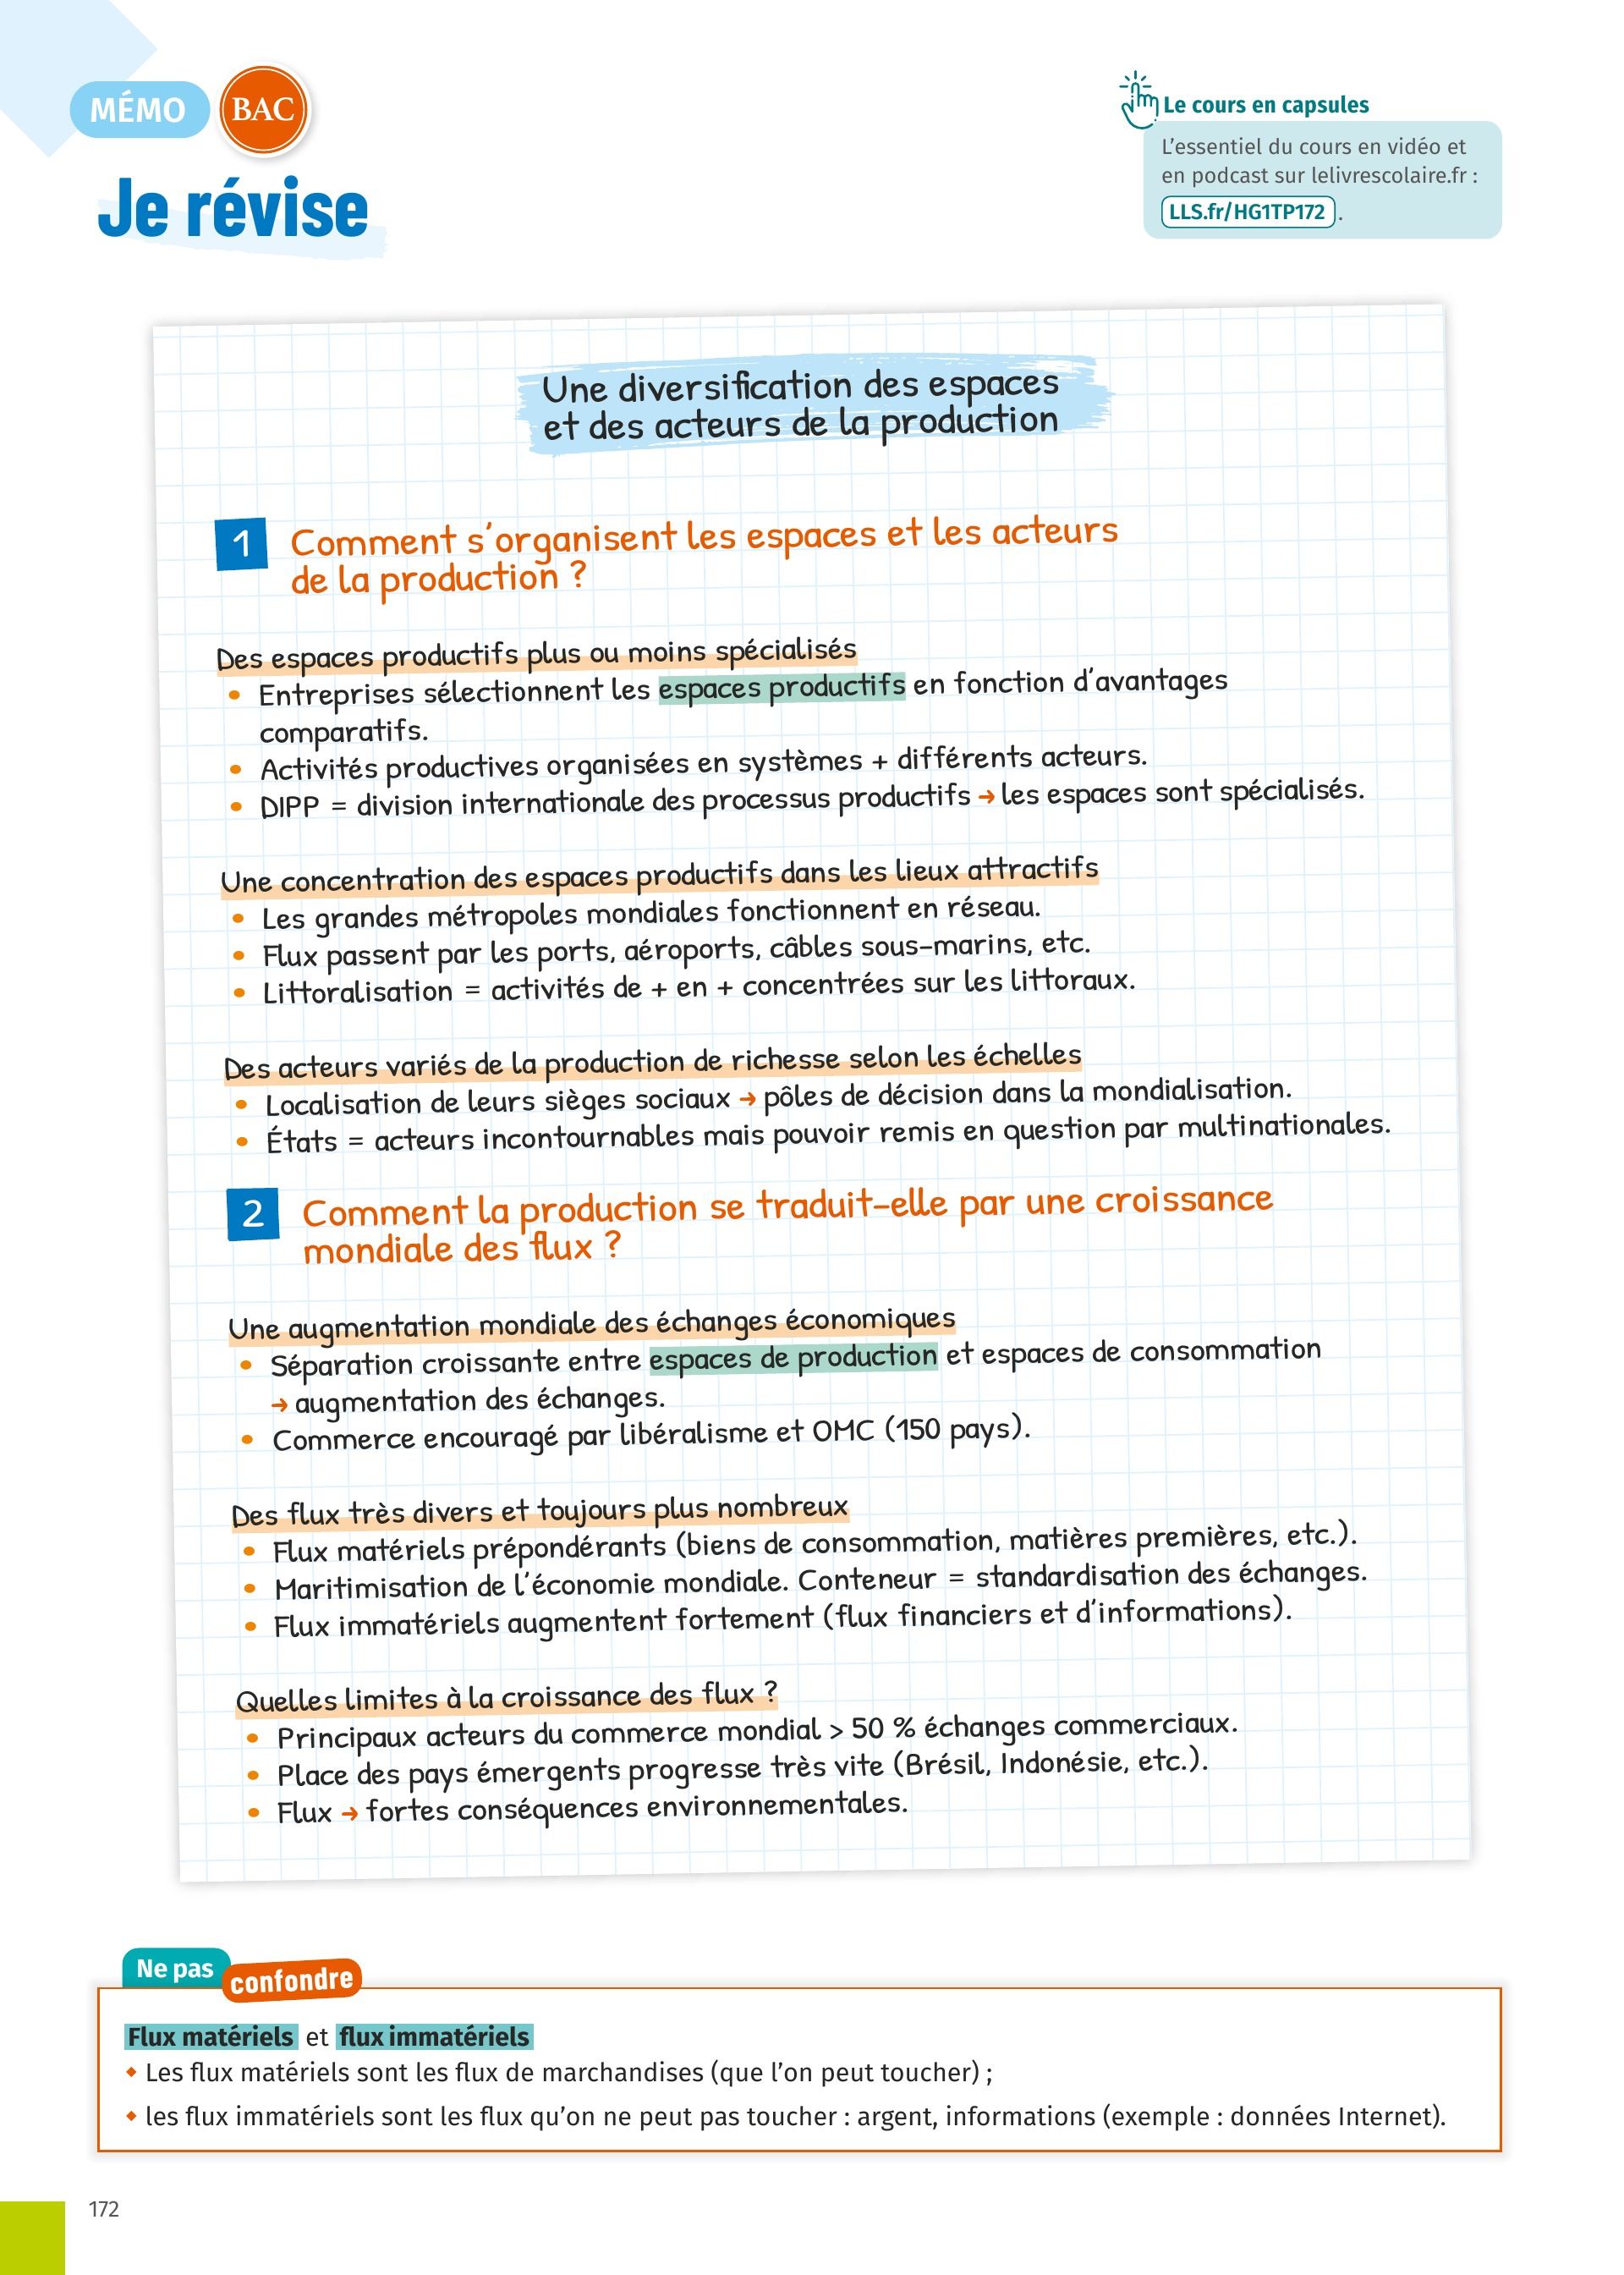 MÉMO
BAC
Je révise
Le cours en capsules
L'essentiel du cours en vidéo et
en podcast sur lelivrescolaire.fr :
LLS.fr/HG1TP172 .
Une diversification des espaces
et des acteurs de la production
1 Comment s'organisent les espaces et les acteurs
de la production ?
Des espaces productifs plus ou moins spécialisés
• Entreprises sélectionnent les espaces productifs en fonction d'avantages
comparatifs.
• Activités productives organisées en systèmes + différents acteurs.
• DIPP = division internationale des processus productifs → les espaces sont spécialisés.
Une concentration des espaces productifs dans les lieux attractifs
• Les grandes métropoles mondiales fonctionnent en réseau.
• Flux passent par les ports, aéroports, câbles sous-marins, etc.
• Littoralisation = activités de + en + concentrées sur les littoraux.
Des acteurs variés de la production de richesse selon les échelles
• Localisation de leurs sièges sociaux → pôles de décision dans la mondialisation.
• États = acteurs incontournables mais pouvoir remis en question par multinationales.
2 Comment la production se traduit-elle par une croissance
mondiale des flux ?
Une augmentation mondiale des échanges économiques
• Séparation croissante entre espaces de production et espaces de consommation
→ augmentation des échanges.
• Commerce encouragé par libéralisme et OMC (150 pays).
Des flux très divers et toujours plus nombreux
• Flux matériels prépondérants (biens de consommation, matières premières, etc.).
• Maritimisation de l'économie mondiale. Conteneur = standardisation des échanges.
• Flux immatériels augmentent fortement (flux financiers et d'informations).
Quelles limites à la croissance des flux ?
• Principaux acteurs du commerce mondial > 50 % échanges commerciaux.
• Place des pays émergents progresse très vite (Brésil, Indonésie, etc.).
• Flux → fortes conséquences environnementales.
Ne pas confondre
Flux matériels et flux immatériels
◆ Les flux matériels sont les flux de marchandises (que l'on peut toucher) ;
◆ les flux immatériels sont les flux qu'on ne peut pas toucher : argent, informations (exemple : données Internet).
172